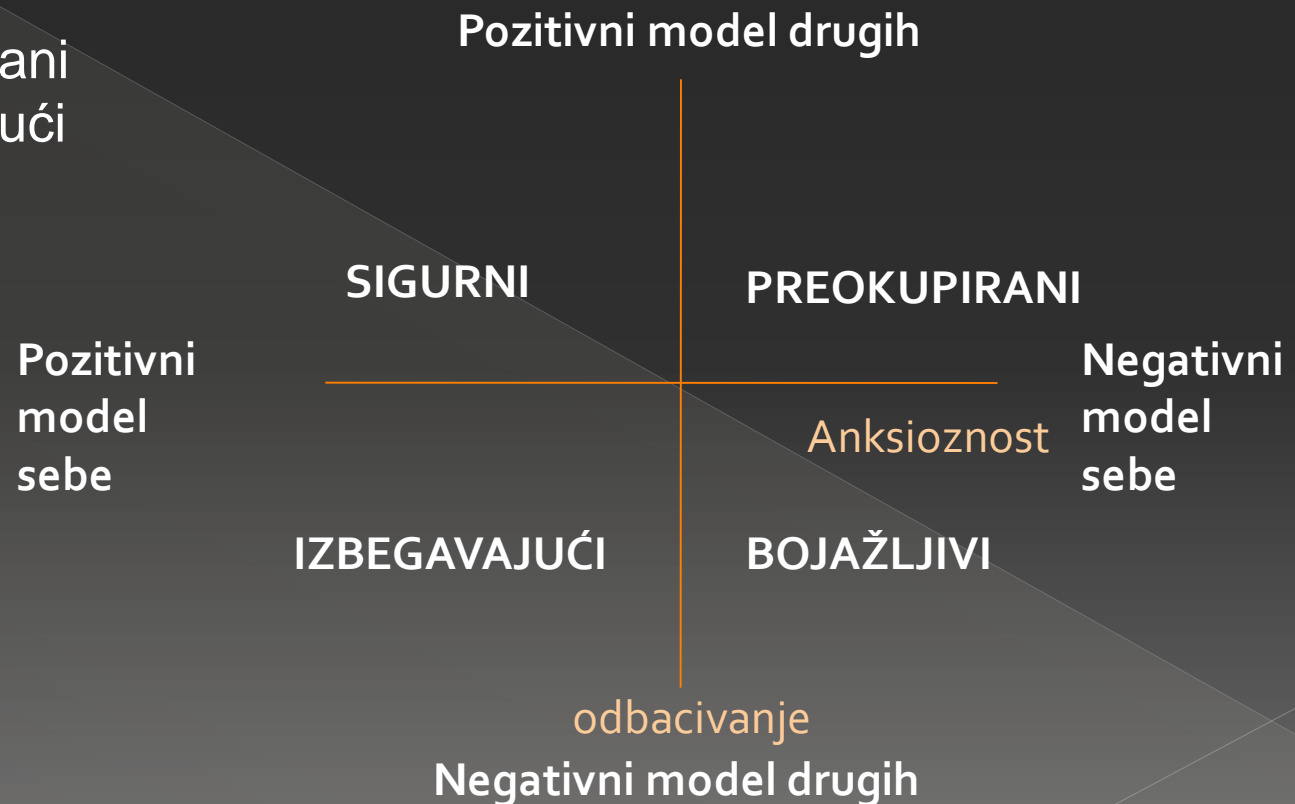 Pozitivni model drugih
ani
ući
SIGURNI
PREOKUPIRANI
Pozitivni
model
sebe
Negativni
model
sebe
Anksioznost
IZBEGAVAJUĆI
BOJAŽLJIVI
odbacivanje
Negativni model drugih